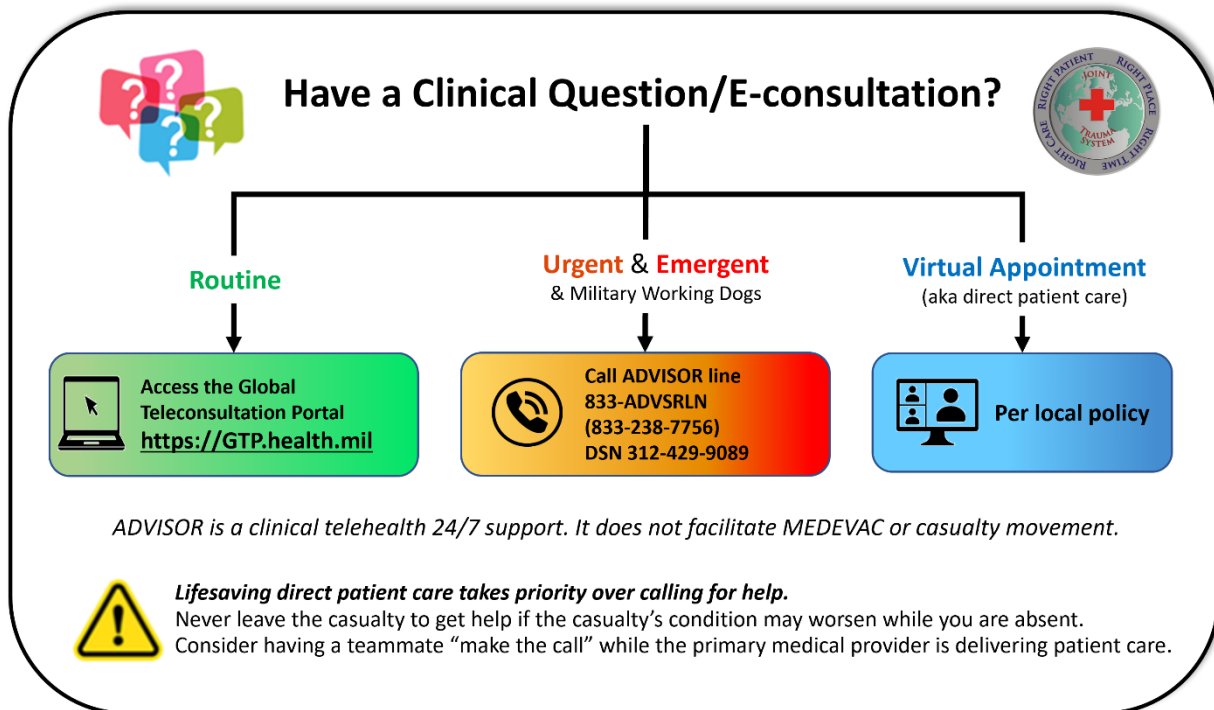 Have a Clinical Question/E-consultation?
RIGHT PATIENT RIGHT PLACE RIGHT TIME RIGHT CARE
JOINT
TRAUMA
SYSTEM
Routine
Access the Global
Teleconsultation Portal
https://GTP.health.mil
Urgent & Emergent
& Military Working Dogs
Call ADVISOR line
833-ADVSRLN
(833-238-7756)
DSN 312-429-9089
Virtual Appointment
(aka direct patient care)
Per local policy
ADVISOR is a clinical telehealth 24/7 support. It does not facilitate MEDEVAC or casualty movement.
Lifesaving direct patient care takes priority over calling for help.
Never leave the casualty to get help if the casualty’s condition may worsen while you are absent.
Consider having a teammate “make the call” while the primary medical provider is delivering patient care.